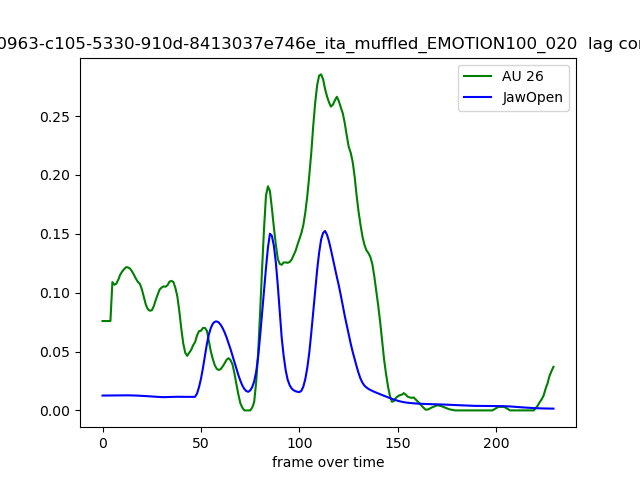 0963-c105-5330-910d-8413037e746e_ita_muffled_EMOTION100_020 lag
AU 26
JawOpen
0.25
0.20
0.15
0.10
0.05
0.00
0 50 100 150 200
frame over time